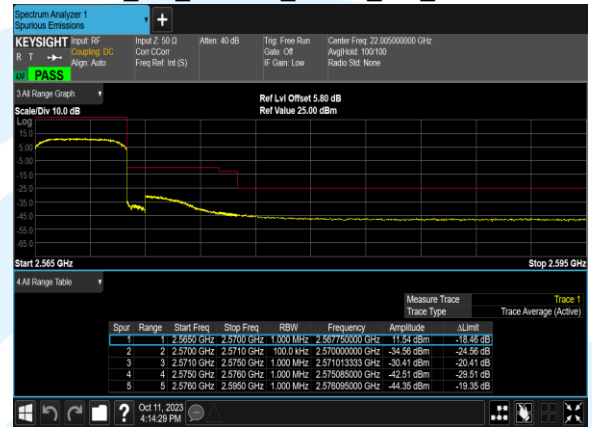 Spectrum Analyzer 1
Spurious Emissions
KEYSIGHT Input: RF Input Z: 50 Ω Atten: 40 dB Trig: Free Run Center Freq: 22.005000000 GHz
R T Coupling: DC Corr CCorr Gate: Off Avg|Hold: 100/100
Align: Auto Freq Ref: Int (S) IF Gain: Low Radio Std: None
LXI PASS
3 All Range Graph
Scale/Div 10.0 dB
Ref Lvl Offset 5.80 dB
Ref Value 25.00 dBm
Log
15.0
5.00
-5.00
-15.0
-25.0
-35.0
-45.0
-55.0
-65.0
Start 2.565 GHz Stop 2.595 GHz
4 All Range Table
Measure Trace Trace 1
Trace Type Trace Average (Active)
Spur Range Start Freq Stop Freq RBW Frequency Amplitude ΔLimit
1 1 2.5650 GHz 2.5700 GHz 1.000 MHz 2.567750000 GHz 11.54 dBm -18.46 dB
2 2 2.5700 GHz 2.5710 GHz 100.0 kHz 2.570000000 GHz -34.56 dBm -24.56 dB
3 3 2.5710 GHz 2.5750 GHz 1.000 MHz 2.571013333 GHz -30.41 dBm -20.41 dB
4 4 2.5750 GHz 2.5760 GHz 1.000 MHz 2.575085000 GHz -42.51 dBm -29.51 dB
5 5 2.5760 GHz 2.5950 GHz 1.000 MHz 2.576095000 GHz -44.35 dBm -19.35 dB
Oct 11, 2023
4:14:29 PM